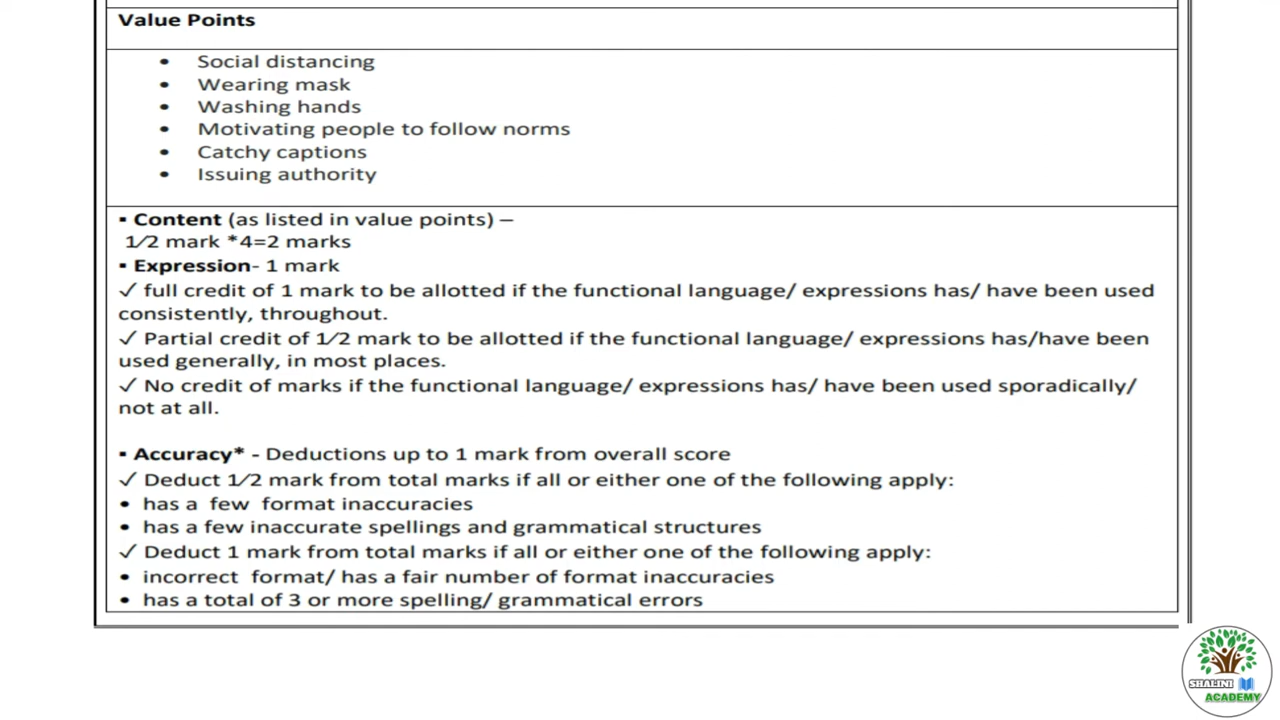 Value Points
• Social distancing
• Wearing mask
• Washing hands
• Motivating people to follow norms
• Catchy captions
• Issuing authority
▪ Content (as listed in value points) –
1⁄2 mark *4=2 marks
▪ Expression- 1 mark
✓ full credit of 1 mark to be allotted if the functional language/ expressions has/ have been used
consistently, throughout.
✓ Partial credit of 1⁄2 mark to be allotted if the functional language/ expressions has/have been
used generally, in most places.
✓ No credit of marks if the functional language/ expressions has/ have been used sporadically/
not at all.
▪ Accuracy* - Deductions up to 1 mark from overall score
✓ Deduct 1⁄2 mark from total marks if all or either one of the following apply:
• has a few format inaccuracies
• has a few inaccurate spellings and grammatical structures
✓ Deduct 1 mark from total marks if all or either one of the following apply:
• incorrect format/ has a fair number of format inaccuracies
• has a total of 3 or more spelling/ grammatical errors
SHALINI
ACADEMY